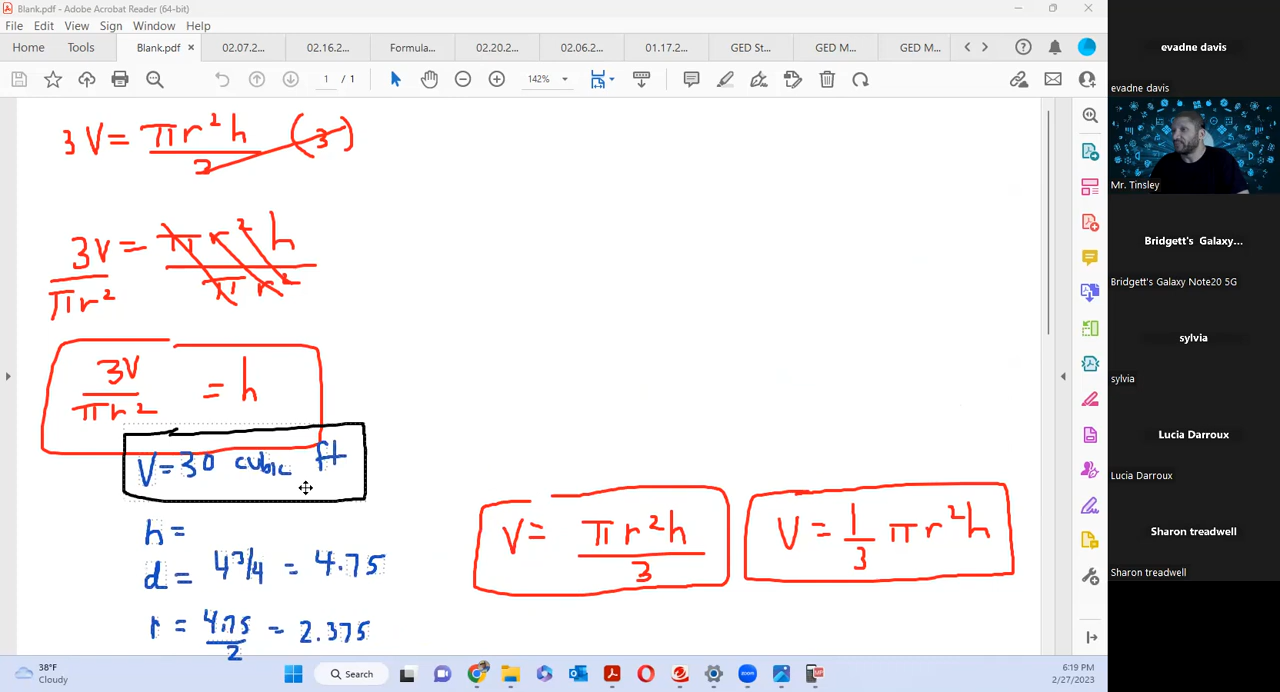 Blank.pdf - Adobe Acrobat Reader (64-bit)
File Edit View Sign Window Help
Home Tools Blank.pdf × 02.07.2... 02.16.2... Formula... 02.20.2... 02.06.2... 01.17.2... GED St... GED M... GED M...
1 / 1 142%
3V = πr²h (3)
3
3V = πr²h
πr² πr²
3V = h
πr²
V = 30 cubic ft
h =
d = 4 3/4 = 4.75
r = 4.75 = 2.375
2
V = πr²h
3
V = 1 πr²h
3
evadne davis
evadne davis
Mr. Tinsley
Bridgett's Galaxy...
Bridgett's Galaxy Note20 5G
sylvia
sylvia
Lucia Darroux
Lucia Darroux
Sharon treadwell
Sharon treadwell
38°F
Cloudy
Search
zoom
6:19 PM
2/27/2023